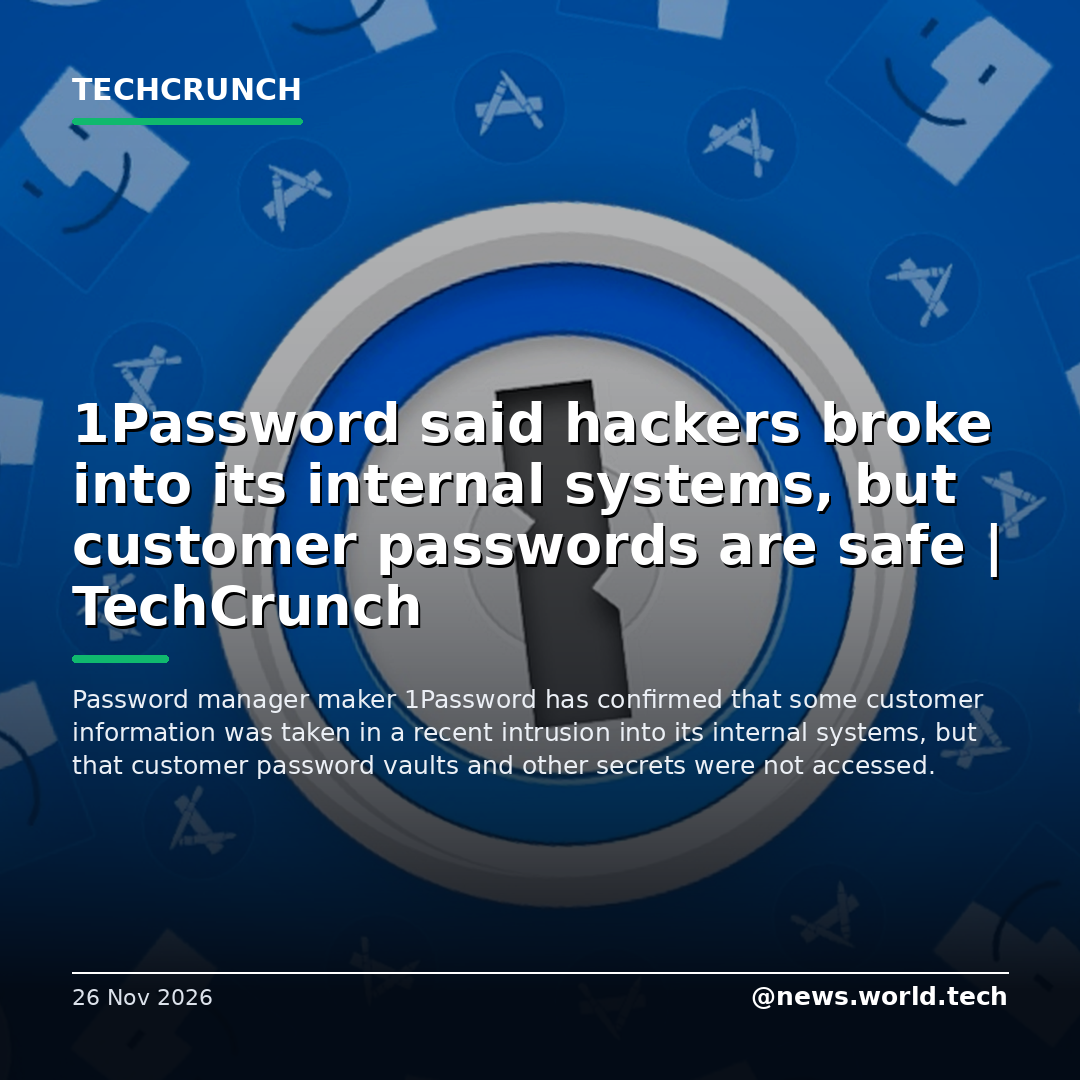 TECHCRUNCH
1Password said hackers broke
into its internal systems, but
customer passwords are safe |
TechCrunch
Password manager maker 1Password has confirmed that some customer
information was taken in a recent intrusion into its internal systems, but
that customer password vaults and other secrets were not accessed.
26 Nov 2026
@news.world.tech